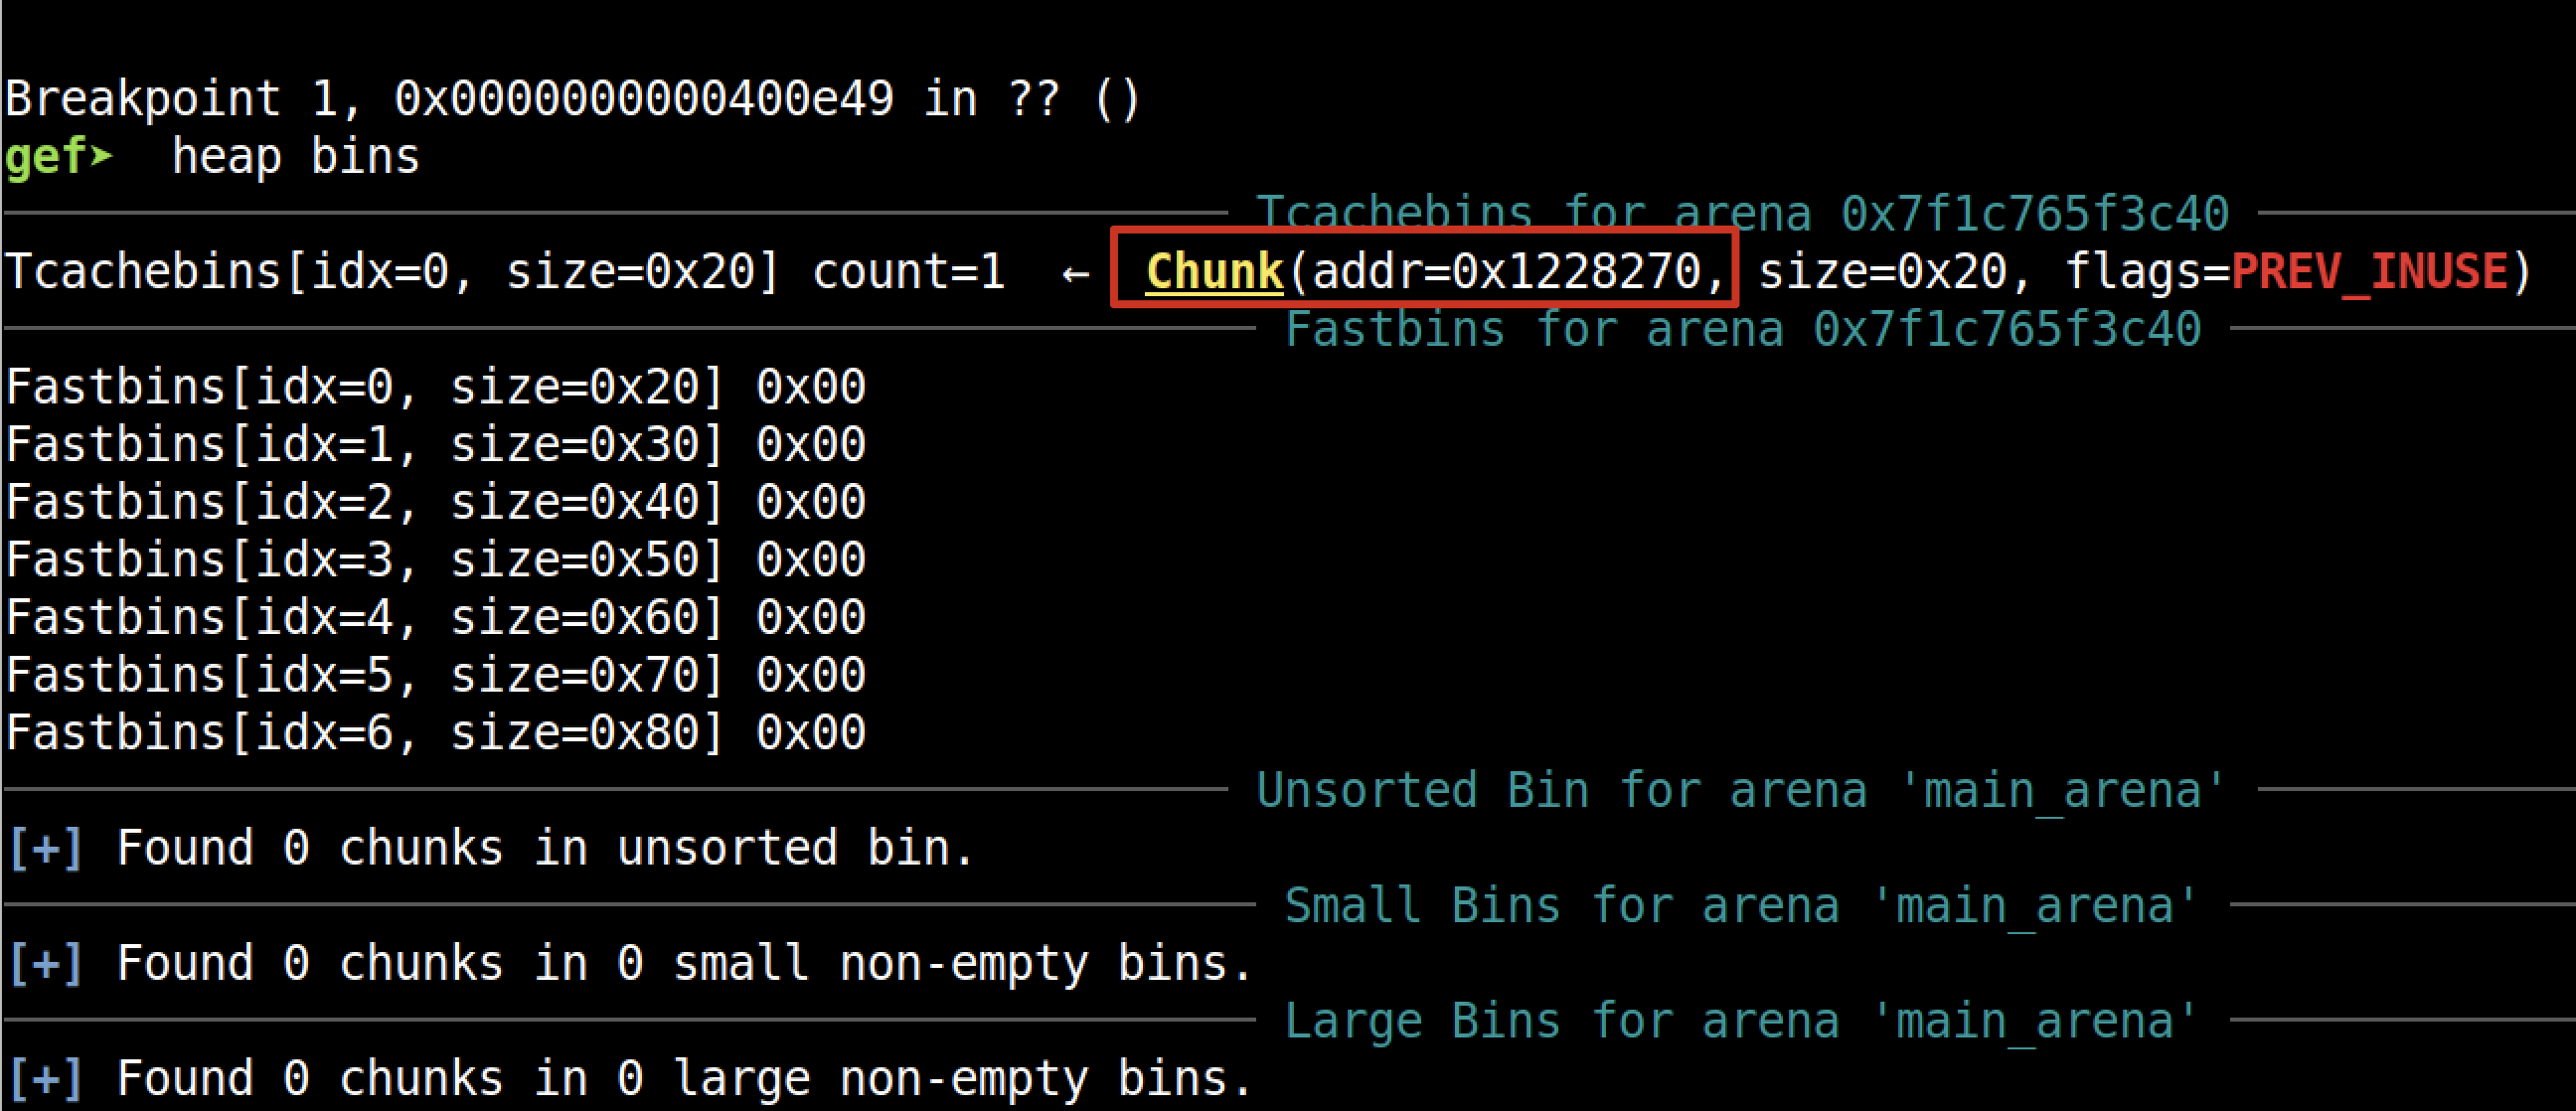 Breakpoint 1, 0x0000000000400e49 in ?? ()
gef➤  heap bins
Tcachebins for arena 0x7f1c765f3c40
Tcachebins[idx=0, size=0x20] count=1  ←  Chunk(addr=0x1228270, size=0x20, flags=PREV_INUSE)
Fastbins for arena 0x7f1c765f3c40
Fastbins[idx=0, size=0x20] 0x00
Fastbins[idx=1, size=0x30] 0x00
Fastbins[idx=2, size=0x40] 0x00
Fastbins[idx=3, size=0x50] 0x00
Fastbins[idx=4, size=0x60] 0x00
Fastbins[idx=5, size=0x70] 0x00
Fastbins[idx=6, size=0x80] 0x00
Unsorted Bin for arena 'main_arena'
[+] Found 0 chunks in unsorted bin.
Small Bins for arena 'main_arena'
[+] Found 0 chunks in 0 small non-empty bins.
Large Bins for arena 'main_arena'
[+] Found 0 chunks in 0 large non-empty bins.